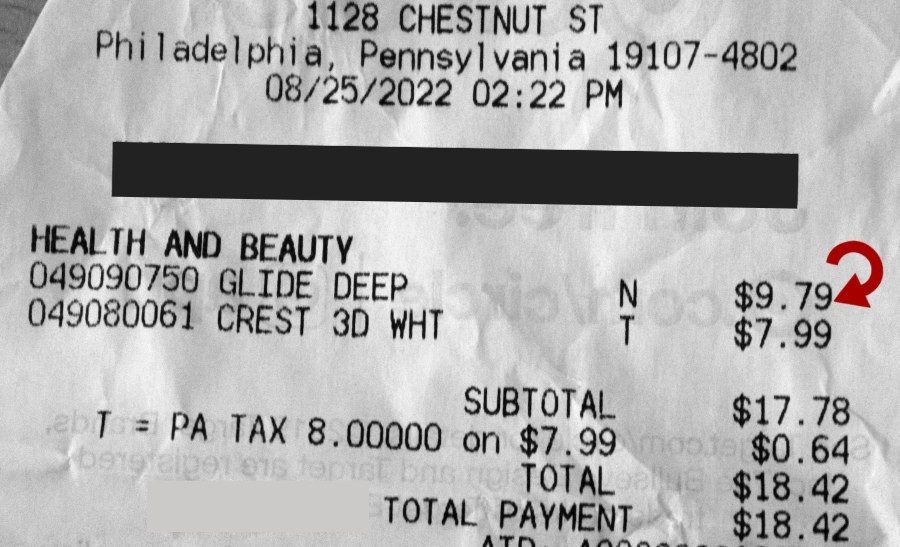 1128 CHESTNUT ST
Philadelphia, Pennsylvania 19107-4802
08/25/2022 02:22 PM
HEALTH AND BEAUTY
049090750 GLIDE DEEP N $9.79
049080061 CREST 3D WHT T $7.99
SUBTOTAL $17.78
T = PA TAX 8.00000 on $7.99 $0.64
TOTAL $18.42
TOTAL PAYMENT $18.42